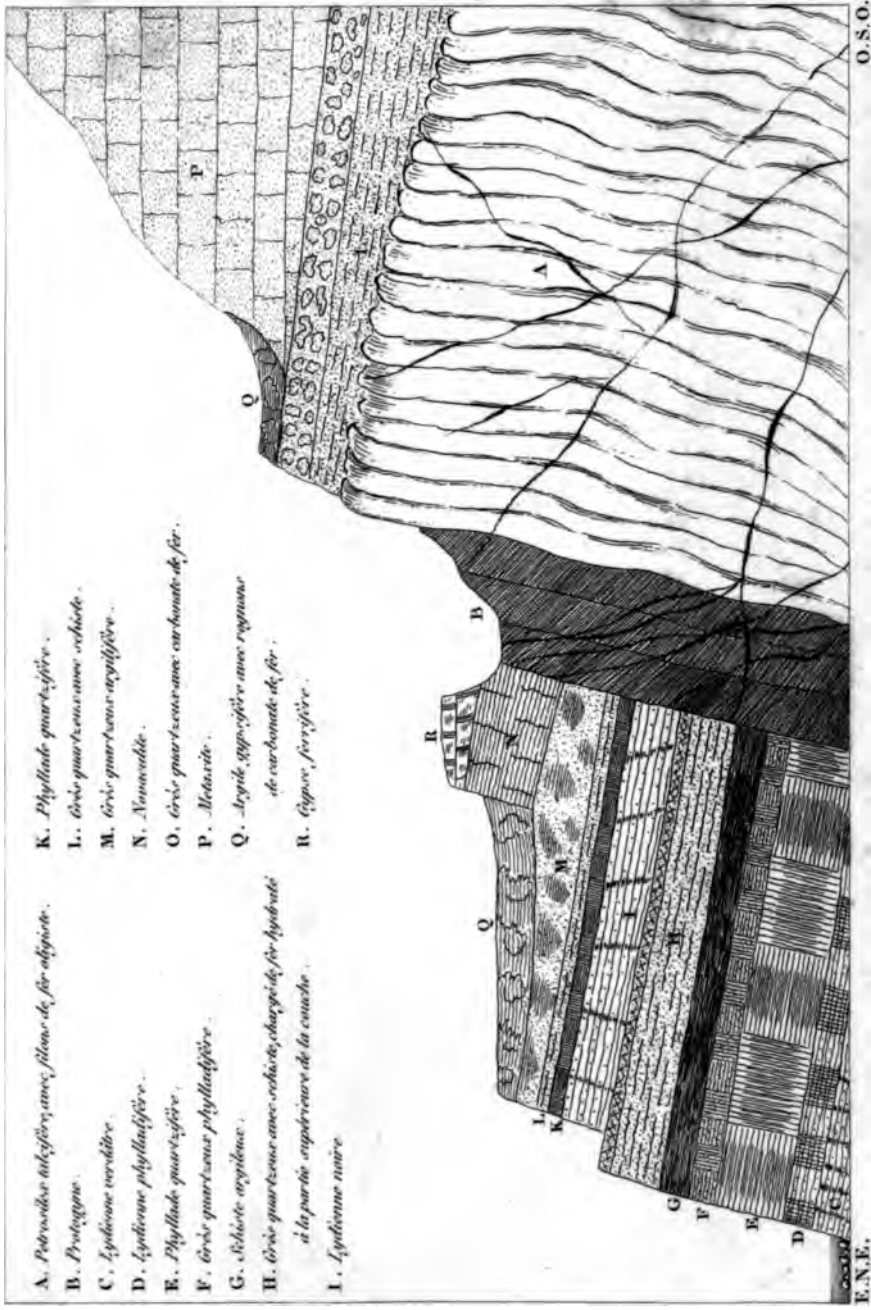 A. Petrosilex talcifère, avec filons de fer oligiste.
B. Protogyne.
C. Lydienne verdâtre.
D. Lydienne phylladifère.
E. Phyllade quartzifère.
F. Grès quartzeux phylladifère.
G. Schiste argileux.
H. Grès quartzeux avec schiste, chargé de fer hydraté
à la partie supérieure de la couche.
I. Lydienne noire
K. Phyllade quartzifère.
L. Grès quartzeux avec schiste.
M. Grès quartzeux argilifère.
N. Novaculite.
O. Grès quartzeux avec carbonate de fer.
P. Metaxite.
Q. Argile gypsifère avec rognons
de carbonate de fer.
R. Gypse ferrifère.
P
Q
A
B
R
N
Q
M
L
K
I
H
G
F
E
D
C
E.N.E.
O.S.O.